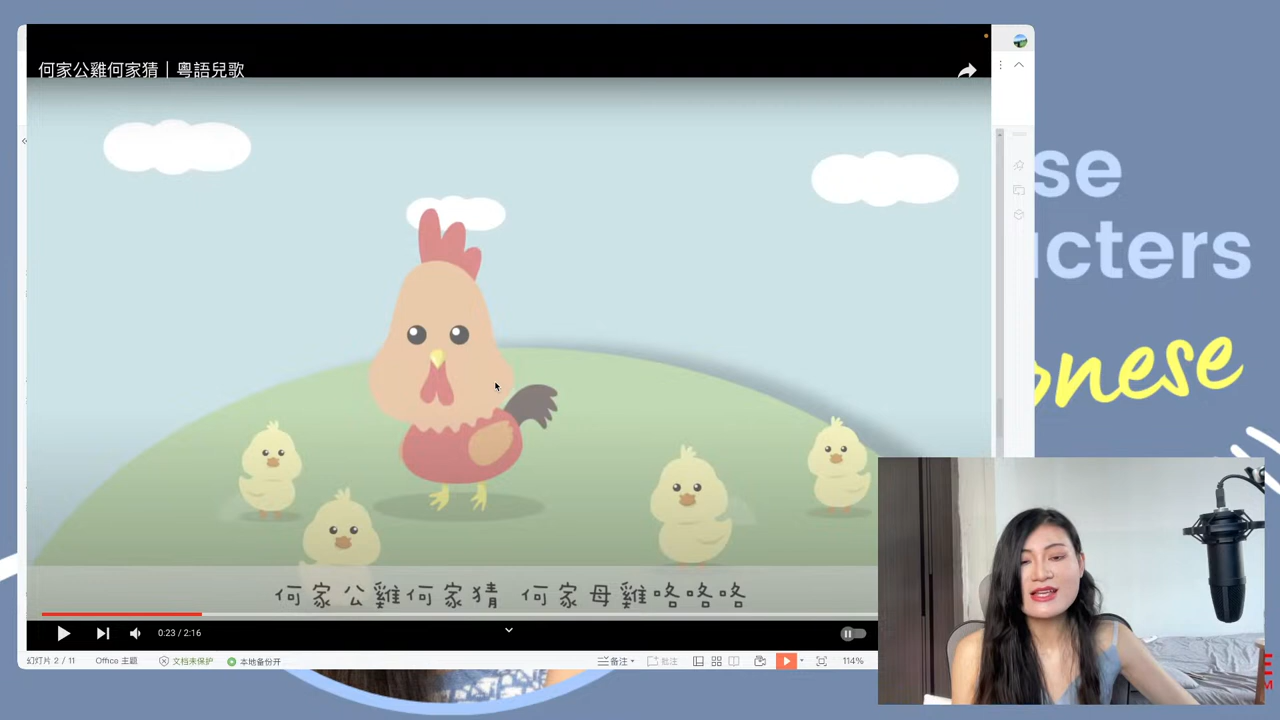 何家公雞何家猜｜粵語兒歌
se
cters
nese
何家公雞何家猜 何家母雞咯咯咯
0:23 / 2:16
幻灯片 2 / 11 Office 主题 文档未保护 本地备份开 备注 批注 114%
E
M